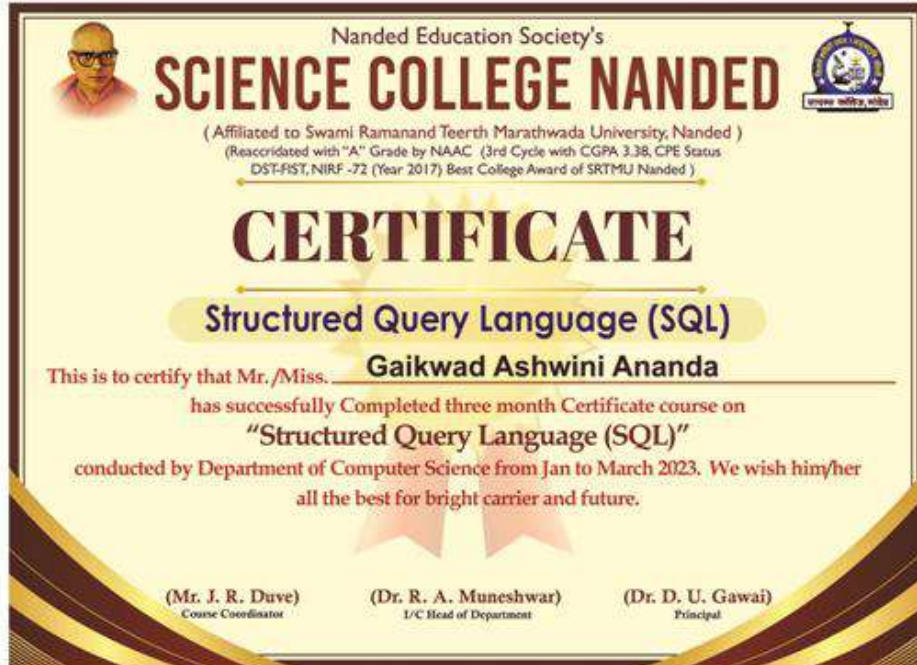 Nanded Education Society's
SCIENCE COLLEGE NANDED
( Affiliated to Swami Ramanand Teerth Marathwada University, Nanded )
(Reaccridated with "A" Grade by NAAC (3rd Cycle with CGPA 3.38, CPE Status
DST-FIST, NIRF -72 (Year 2017) Best College Award of SRTMU Nanded )
CERTIFICATE
Structured Query Language (SQL)
This is to certify that Mr. /Miss. Gaikwad Ashwini Ananda
has successfully Completed three month Certificate course on
"Structured Query Language (SQL)"
conducted by Department of Computer Science from Jan to March 2023. We wish him/her
all the best for bright carrier and future.
(Mr. J. R. Duve) (Dr. R. A. Muneshwar) (Dr. D. U. Gawai)
Course Coordinator I/C Head of Department Principal